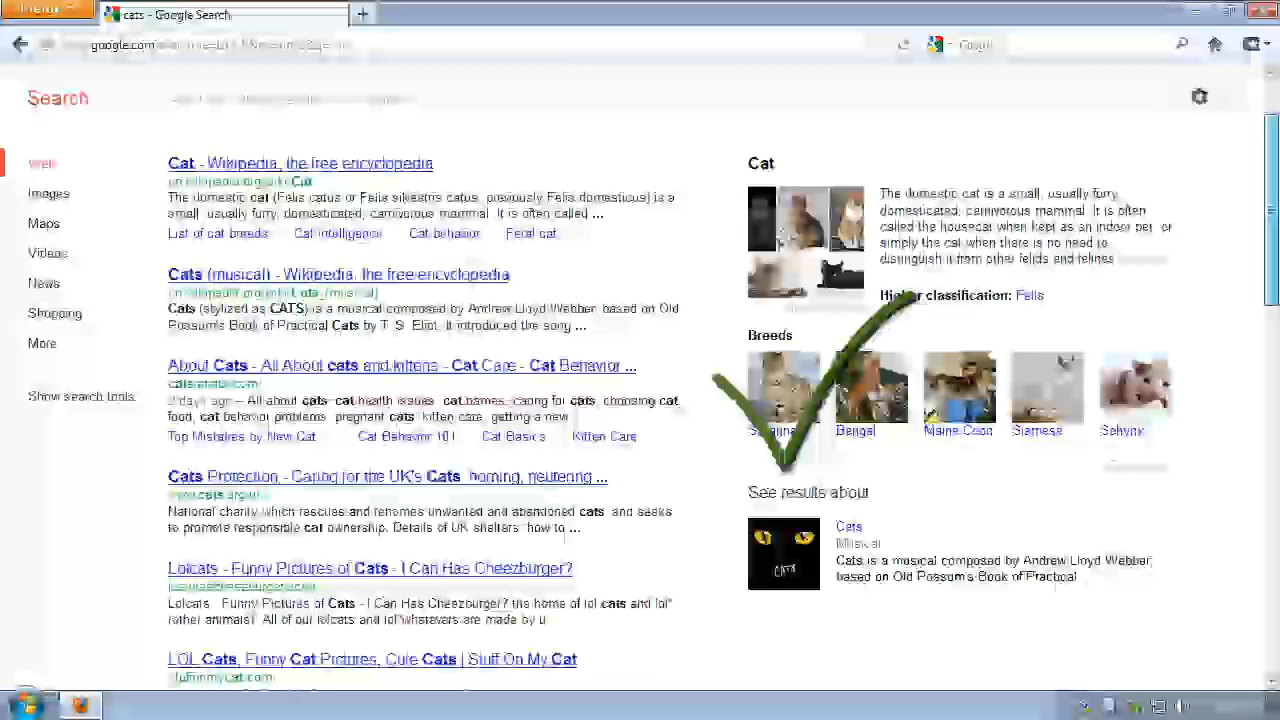 cats - Google Search
google.com
Search
Web
Images
Maps
Videos
News
Shopping
More
Show search tools
Cat - Wikipedia, the free encyclopedia
The domestic cat (Felis catus or Felis silvestris catus, previously Felis domesticus) is a
small, usually furry, domesticated, carnivorous mammal. It is often called ...
List of cat breeds Cat intelligence Cat behavior Feral cat
Cats (musical) - Wikipedia, the free encyclopedia
Cats (stylized as CATS) is a musical composed by Andrew Lloyd Webber, based on Old
Possum's Book of Practical Cats by T. S. Eliot. It introduced the song ...
About Cats - All About cats and kittens - Cat Care - Cat Behavior ...
cats.about.com
days ago – All about cats - cat health issues, cat names, caring for cats, choosing cat
food, cat behavior problems, pregnant cats, kitten care, getting a new
Top Mistakes by New Cat Cat Behavior 101 Cat Basics Kitten Care
Cats Protection - Caring for the UK's Cats, homing, neutering ...
National charity which rescues and rehomes unwanted and abandoned cats, and seeks
to promote responsible cat ownership. Details of UK shelters, how to ...
Lolcats - Funny Pictures of Cats - I Can Has Cheezburger?
Lolcats - Funny Pictures of Cats - I Can Has Cheezburger? the home of lol cats and lol*
(other animals). All of our lolcats and lol*whatevers are made by u
LOL Cats, Funny Cat Pictures, Cute Cats | Stuff On My Cat
Cat
The domestic cat is a small, usually furry,
domesticated, carnivorous mammal. It is often
called the housecat when kept as an indoor pet, or
simply the cat when there is no need to
distinguish it from other felids and felines.
Higher classification: Felis
Breeds
Bengal Maine Coon Siamese Sphynx
See results about
Cats
Musical
Cats is a musical composed by Andrew Lloyd Webber,
based on Old Possum's Book of Practical
CATS